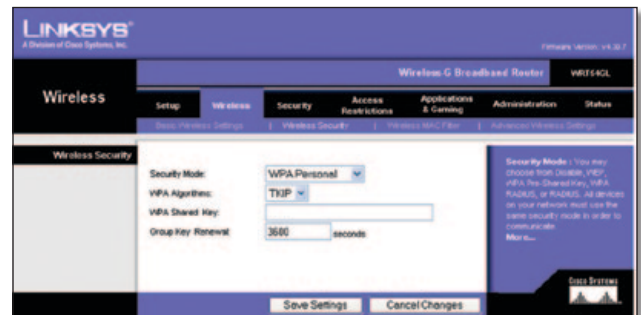 LINKSYS®
A Division of Cisco Systems, Inc.
Firmware Version: v4.30.7
Wireless-G Broadband Router WRT54GL
Wireless
Setup Wireless Security Access Restrictions Applications & Gaming Administration Status
Basic Wireless Settings | Wireless Security | Wireless MAC Filter | Advanced Wireless Settings
Wireless Security
Security Mode: WPA Personal
WPA Algorithms: TKIP
WPA Shared Key:
Group Key Renewal: 3600 seconds
Security Mode : You may
choose from Disable, WEP,
WPA Pre-Shared Key, WPA
RADIUS, or RADIUS. All devices
on your network must use the
same security mode in order to
communicate.
More...
Save Settings Cancel Changes
CISCO SYSTEMS